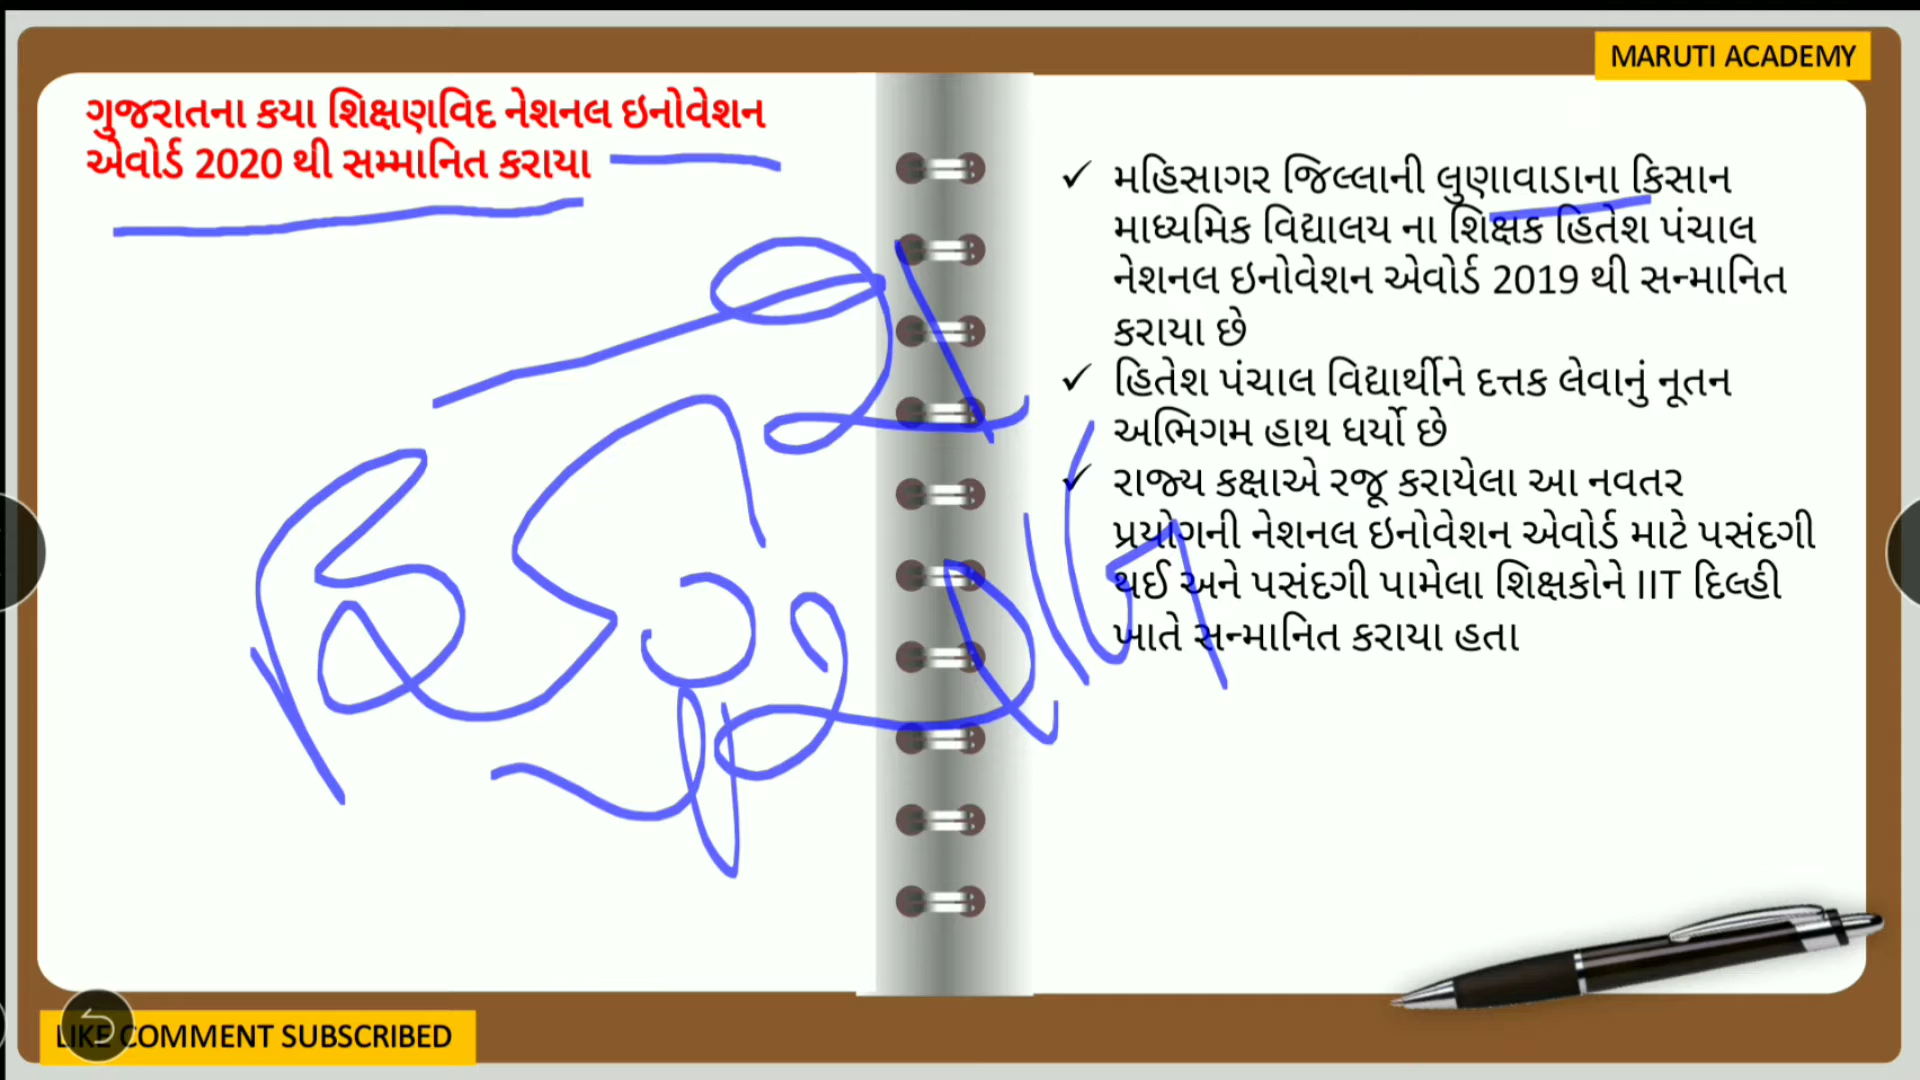 MARUTI ACADEMY
ગુજરાતના કયા શિક્ષણવિદ નેશનલ ઇનોવેશન
એવોર્ડ 2020 થી સમ્માનિત કરાયા
✓ મહિસાગર જિલ્લાની લુણાવાડાના કિસાન
માધ્યમિક વિદ્યાલય ના શિક્ષક હિતેશ પંચાલ
નેશનલ ઇનોવેશન એવોર્ડ 2019 થી સન્માનિત
કરાયા છે
✓ હિતેશ પંચાલ વિદ્યાર્થીને દત્તક લેવાનું નૂતન
અભિગમ હાથ ધર્યો છે
✓ રાજ્ય કક્ષાએ રજૂ કરાયેલા આ નવતર
પ્રયોગની નેશનલ ઇનોવેશન એવોર્ડ માટે પસંદગી
થઈ અને પસંદગી પામેલા શિક્ષકોને IIT દિલ્હી
ખાતે સન્માનિત કરાયા હતા
LIKE COMMENT SUBSCRIBED